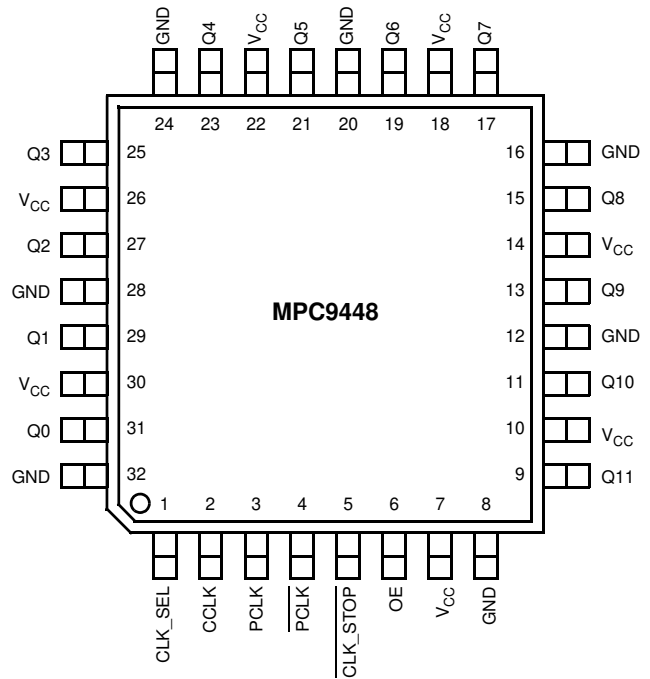 GND Q4 VCC Q5 GND Q6 VCC Q7
24 23 22 21 20 19 18 17
Q3 25 16 GND
VCC 26 15 Q8
Q2 27 14 VCC
GND 28 13 Q9
MPC9448
Q1 29 12 GND
VCC 30 11 Q10
Q0 31 10 VCC
GND 32 9 Q11
1 2 3 4 5 6 7 8
CLK_SEL CCLK PCLK P̅C̅L̅K̅ C̅L̅K̅_̅S̅T̅O̅P̅ OE VCC GND